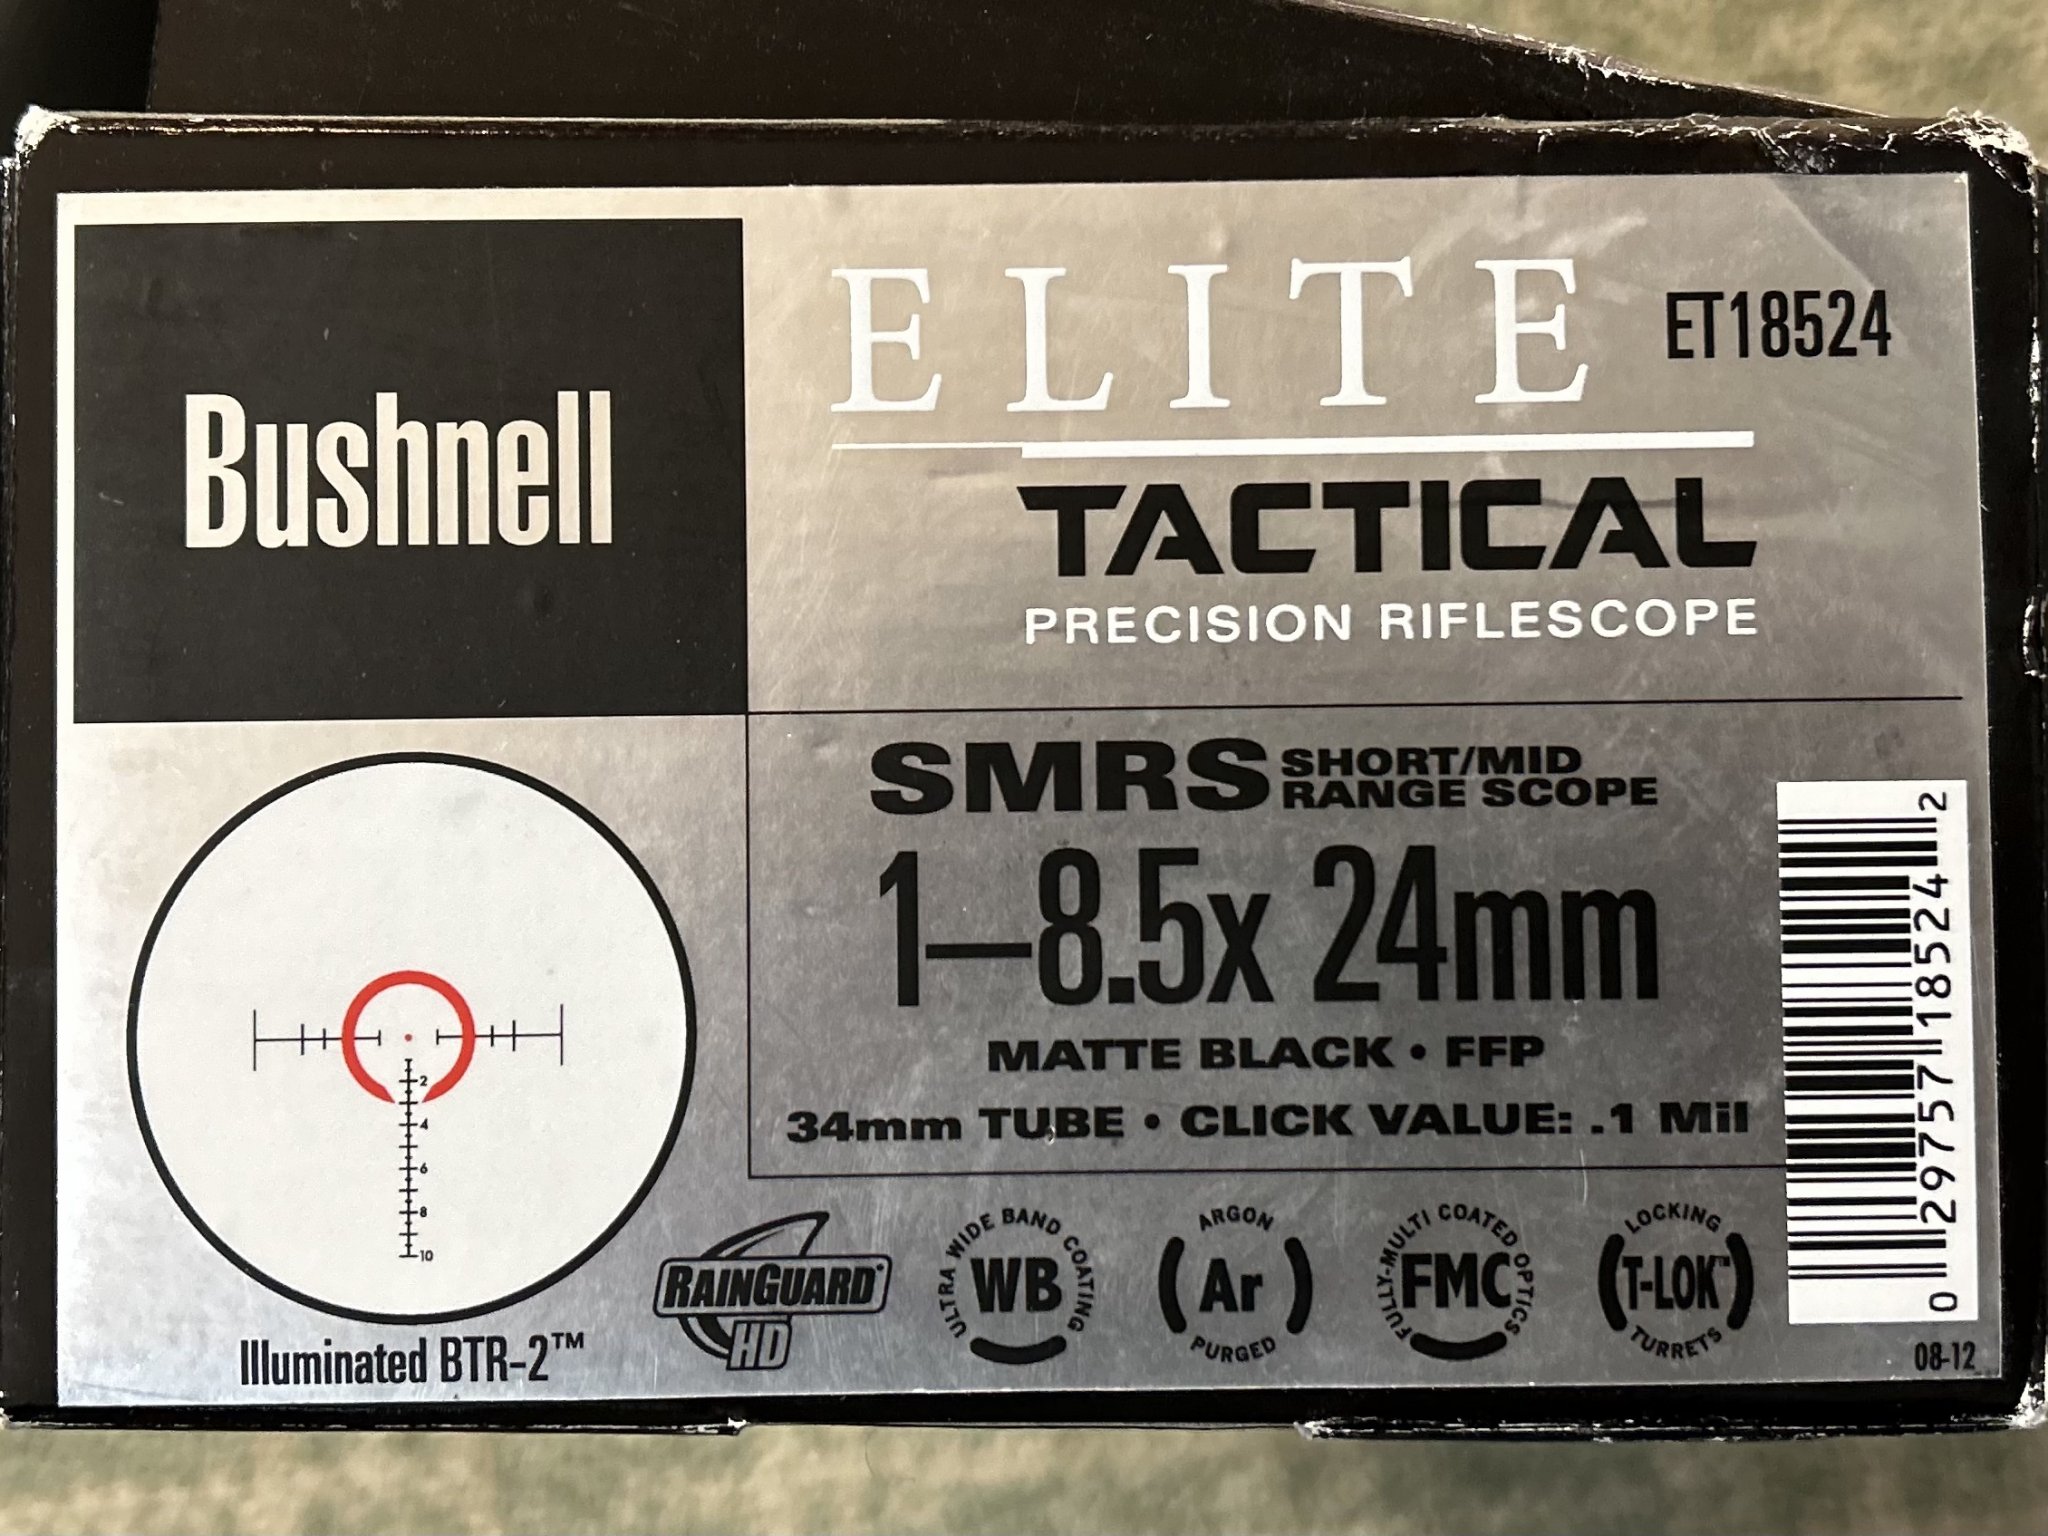 Bushnell
ELITE
ET18524
TACTICAL
PRECISION RIFLESCOPE
SMRS SHORT/MID
RANGE SCOPE
1—8.5x 24mm
MATTE BLACK • FFP
34mm TUBE • CLICK VALUE: .1 Mil
2
4
6
8
10
Illuminated BTR-2™
RAINGUARD®
HD
ULTRA WIDE BAND COATING
WB
ARGON
Ar
PURGED
FULLY-MULTI COATED OPTICS
FMC
LOCKING
T-LOK™
TURRETS
0 29757 18524 2
08-12